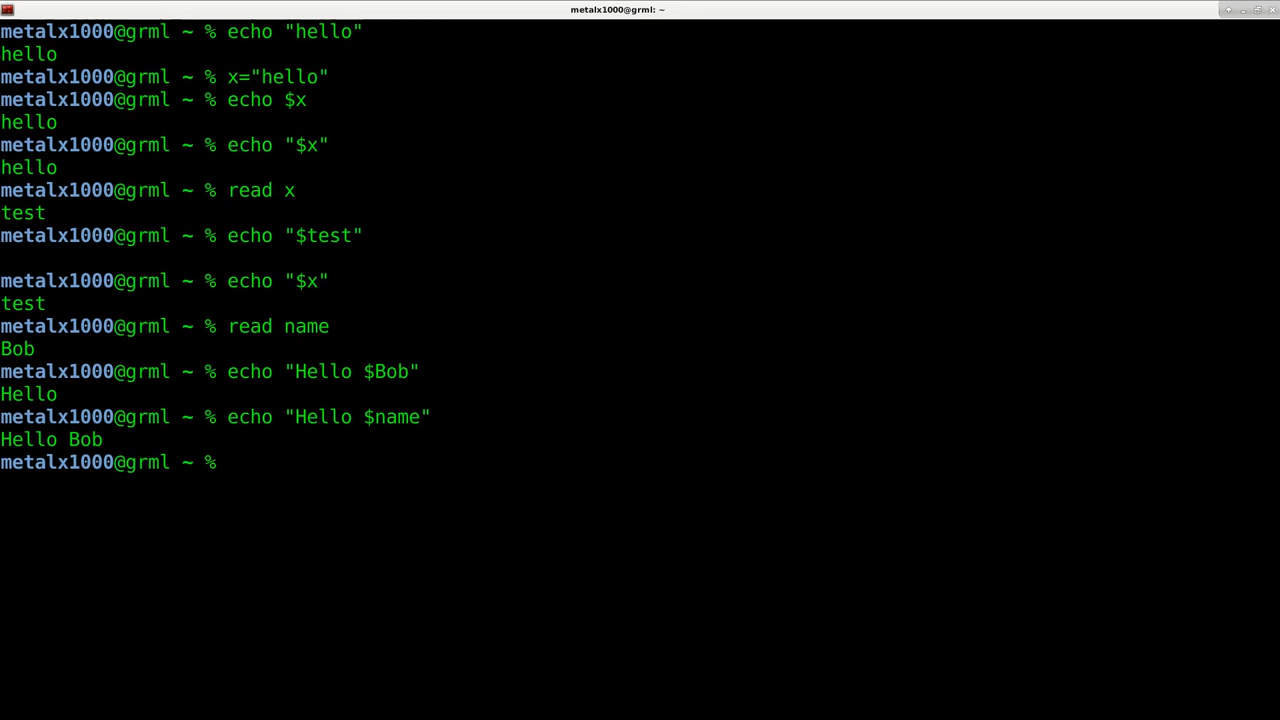 metalx1000@grml: ~
metalx1000@grml ~ % echo "hello"
hello
metalx1000@grml ~ % x="hello"
metalx1000@grml ~ % echo $x
hello
metalx1000@grml ~ % echo "$x"
hello
metalx1000@grml ~ % read x
test
metalx1000@grml ~ % echo "$test"

metalx1000@grml ~ % echo "$x"
test
metalx1000@grml ~ % read name
Bob
metalx1000@grml ~ % echo "Hello $Bob"
Hello
metalx1000@grml ~ % echo "Hello $name"
Hello Bob
metalx1000@grml ~ %